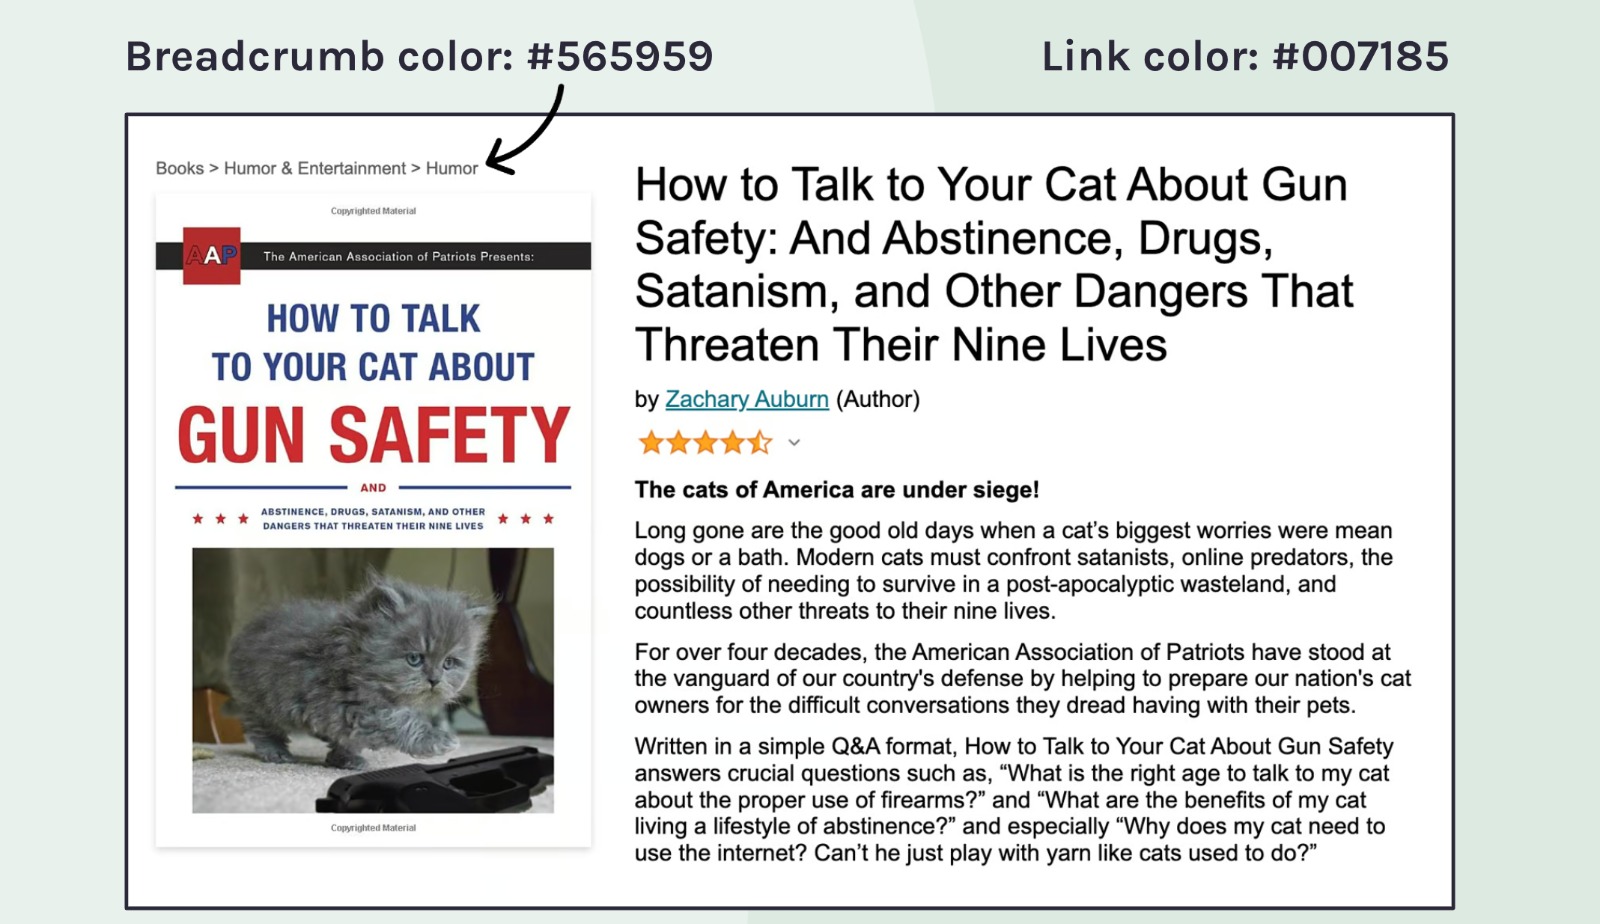 Breadcrumb color: #565959
Link color: #007185
Books > Humor & Entertainment > Humor
Copyrighted Material
AAP
The American Association of Patriots Presents:
HOW TO TALK
TO YOUR CAT ABOUT
GUN SAFETY
AND
ABSTINENCE, DRUGS, SATANISM, AND OTHER
DANGERS THAT THREATEN THEIR NINE LIVES
Copyrighted Material
How to Talk to Your Cat About Gun
Safety: And Abstinence, Drugs,
Satanism, and Other Dangers That
Threaten Their Nine Lives
by Zachary Auburn (Author)
The cats of America are under siege!
Long gone are the good old days when a cat’s biggest worries were mean
dogs or a bath. Modern cats must confront satanists, online predators, the
possibility of needing to survive in a post-apocalyptic wasteland, and
countless other threats to their nine lives.
For over four decades, the American Association of Patriots have stood at
the vanguard of our country's defense by helping to prepare our nation's cat
owners for the difficult conversations they dread having with their pets.
Written in a simple Q&A format, How to Talk to Your Cat About Gun Safety
answers crucial questions such as, “What is the right age to talk to my cat
about the proper use of firearms?” and “What are the benefits of my cat
living a lifestyle of abstinence?” and especially “Why does my cat need to
use the internet? Can’t he just play with yarn like cats used to do?”